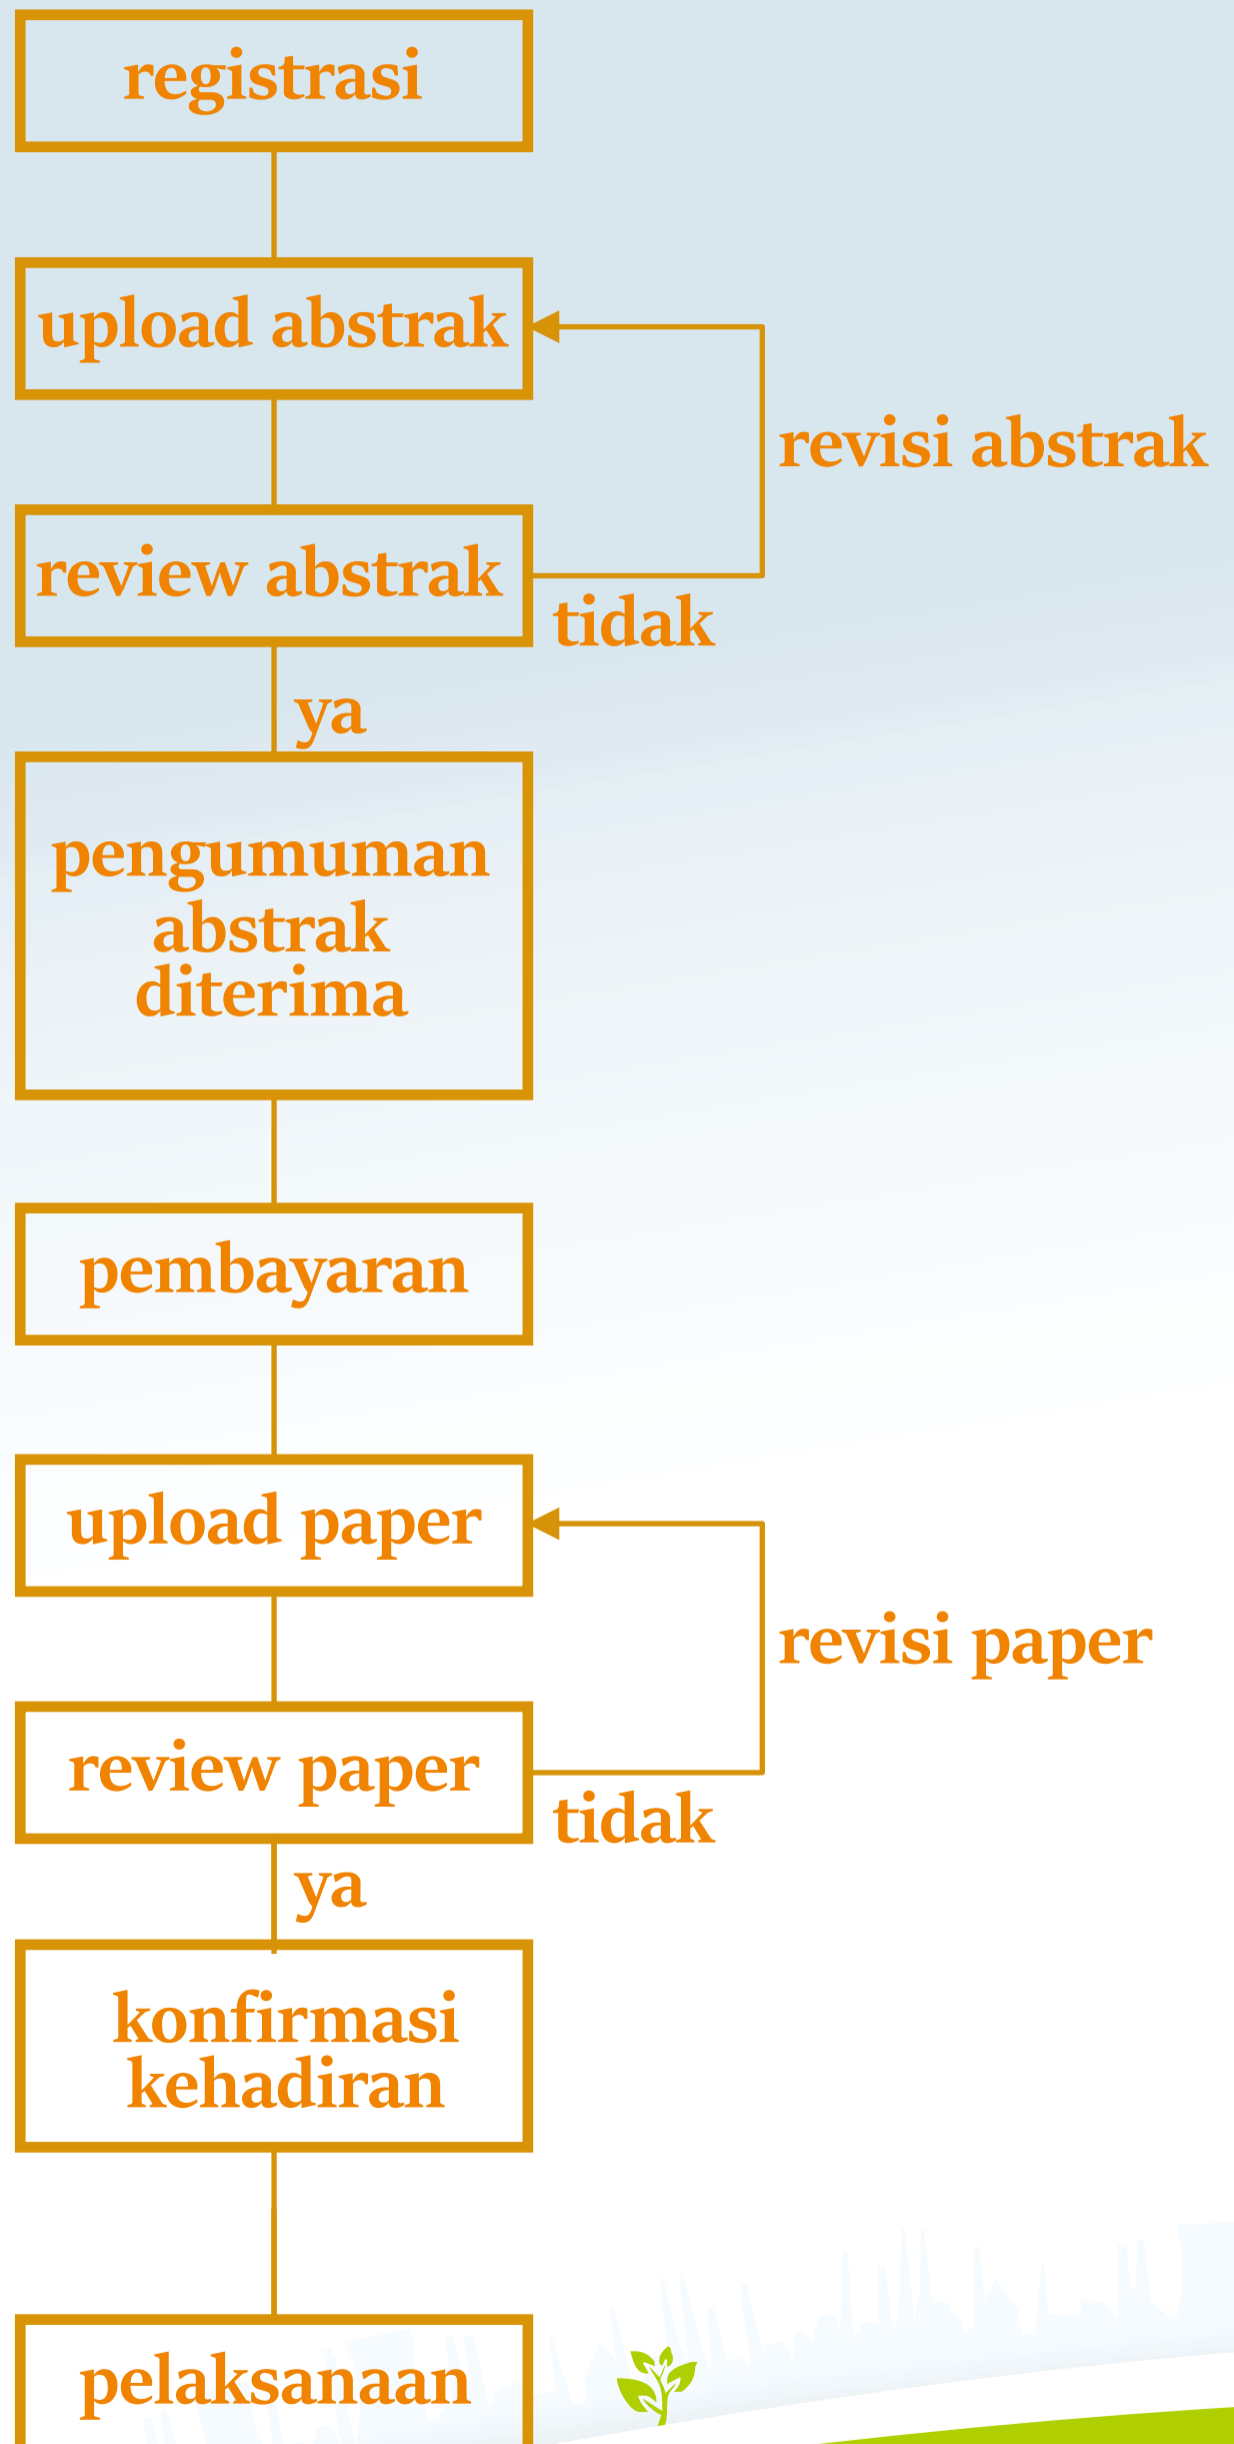 registrasi
upload abstrak
revisi abstrak
review abstrak
tidak
ya
pengumuman
abstrak
diterima
pembayaran
upload paper
revisi paper
review paper
tidak
ya
konfirmasi
kehadiran
pelaksanaan